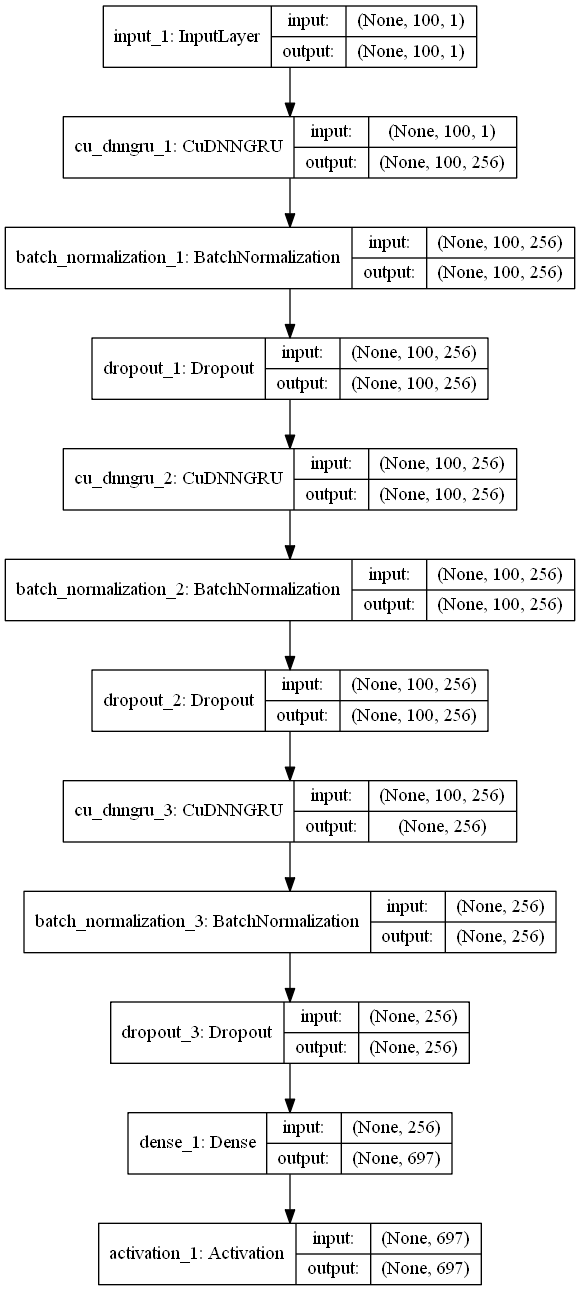 input_1: InputLayer
input: (None, 100, 1)
output: (None, 100, 1)
cu_dnngru_1: CuDNNGRU
input: (None, 100, 1)
output: (None, 100, 256)
batch_normalization_1: BatchNormalization
input: (None, 100, 256)
output: (None, 100, 256)
dropout_1: Dropout
input: (None, 100, 256)
output: (None, 100, 256)
cu_dnngru_2: CuDNNGRU
input: (None, 100, 256)
output: (None, 100, 256)
batch_normalization_2: BatchNormalization
input: (None, 100, 256)
output: (None, 100, 256)
dropout_2: Dropout
input: (None, 100, 256)
output: (None, 100, 256)
cu_dnngru_3: CuDNNGRU
input: (None, 100, 256)
output: (None, 256)
batch_normalization_3: BatchNormalization
input: (None, 256)
output: (None, 256)
dropout_3: Dropout
input: (None, 256)
output: (None, 256)
dense_1: Dense
input: (None, 256)
output: (None, 697)
activation_1: Activation
input: (None, 697)
output: (None, 697)